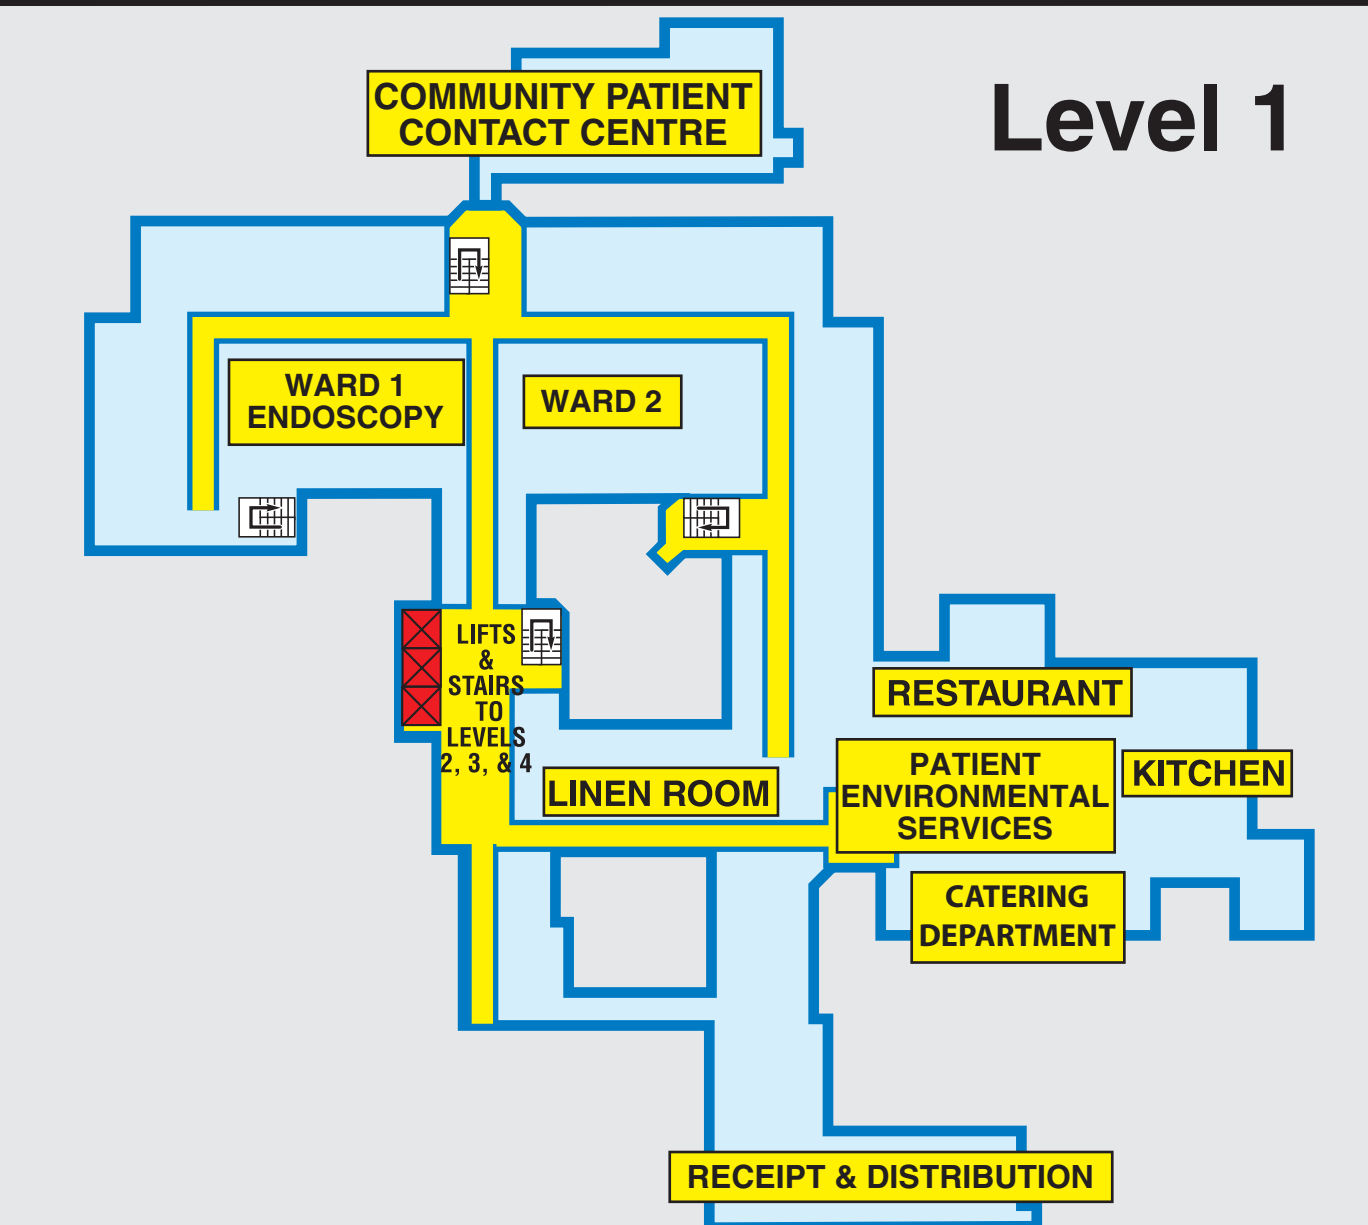 Level 1
COMMUNITY PATIENT
CONTACT CENTRE
WARD 1
ENDOSCOPY
WARD 2
LIFTS
&
STAIRS
TO
LEVELS
2, 3, & 4
RESTAURANT
PATIENT
ENVIRONMENTAL
SERVICES
KITCHEN
LINEN ROOM
CATERING
DEPARTMENT
RECEIPT & DISTRIBUTION